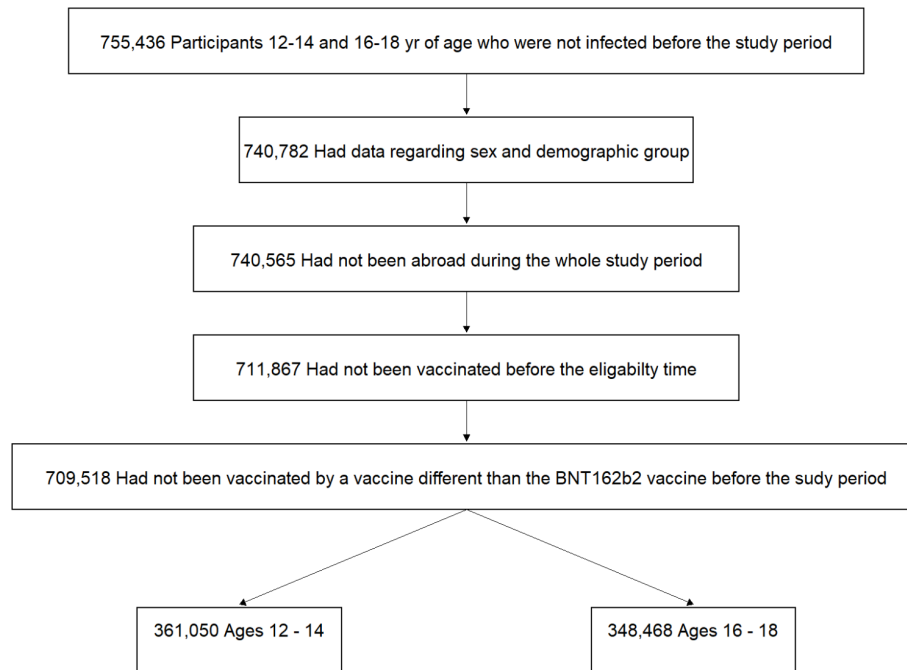 755,436 Participants 12-14 and 16-18 yr of age who were not infected before the study period
740,782 Had data regarding sex and demographic group
740,565 Had not been abroad during the whole study period
711,867 Had not been vaccinated before the eligabilty time
709,518 Had not been vaccinated by a vaccine different than the BNT162b2 vaccine before the sudy period
361,050 Ages 12 - 14
348,468 Ages 16 - 18